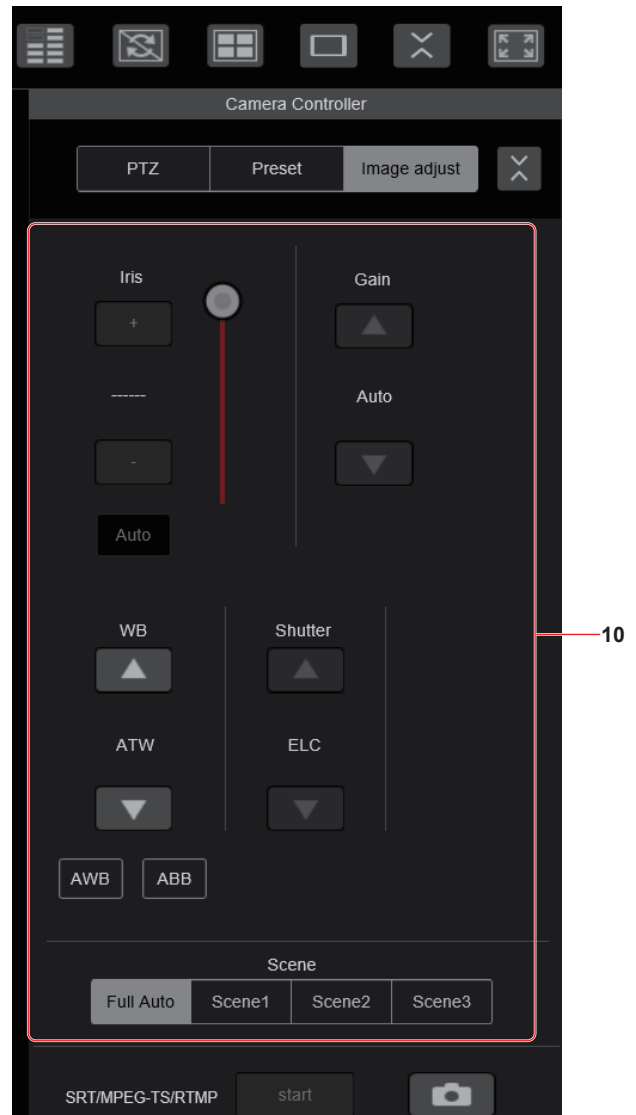 Camera Controller
PTZ Preset Image adjust
Iris Gain
+
------ Auto
-
Auto
10
WB Shutter
ATW ELC
AWB ABB
Scene
Full Auto Scene1 Scene2 Scene3
SRT/MPEG-TS/RTMP start